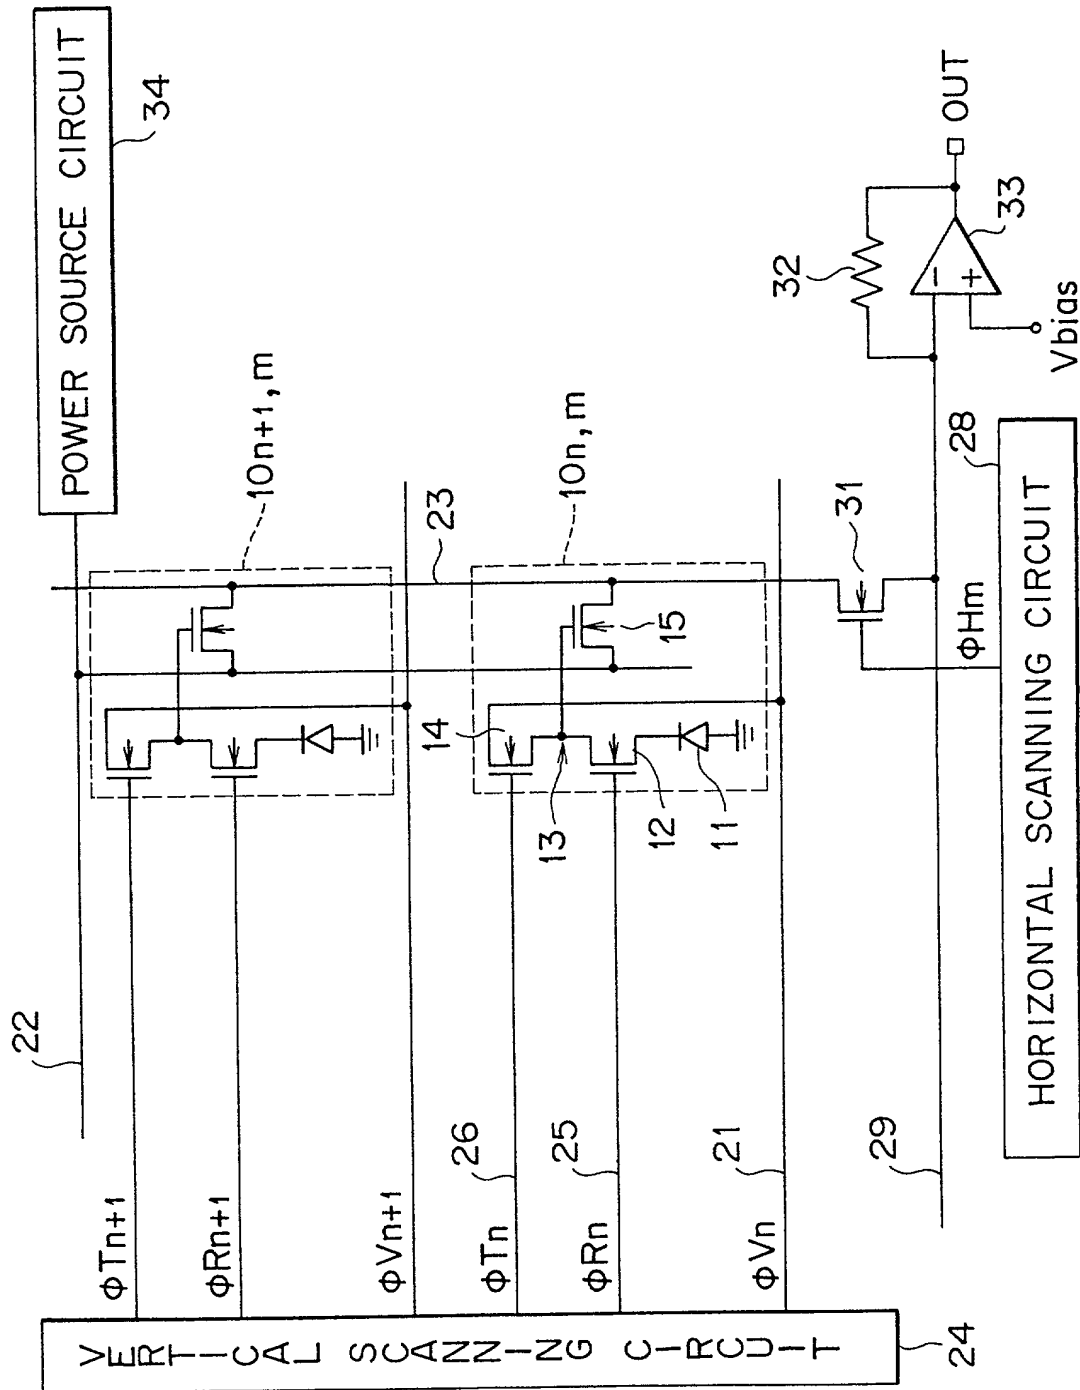 POWER SOURCE CIRCUIT
34
22
10n+1,m
ΦTn+1
ΦRn+1
ΦVn+1
23
10n,m
26
ΦTn
14
15
13
25
ΦRn
12
11
21
ΦVn
VERTICAL SCANNING CIRCUIT
24
31
ΦHm
29
28
HORIZONTAL SCANNING CIRCUIT
32
33
−
+
Vbias
OUT